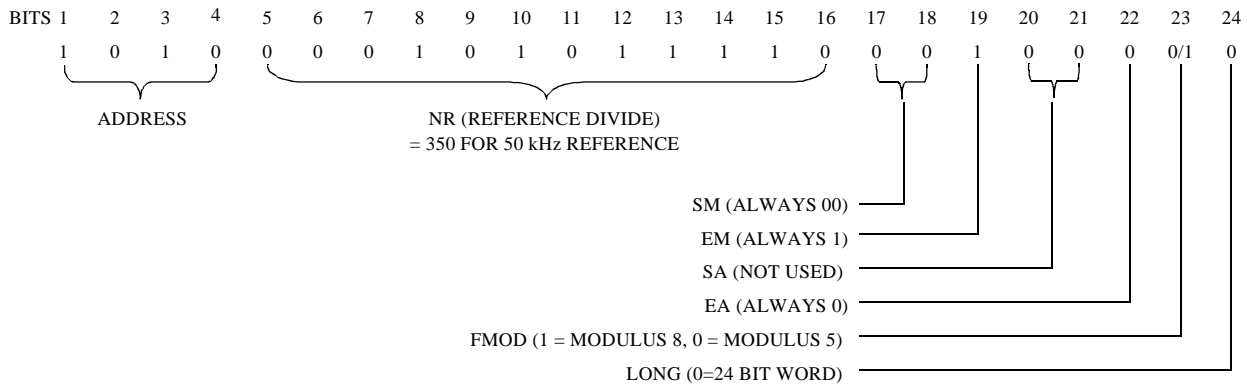 BITS 1 2 3 4 5 6 7 8 9 10 11 12 13 14 15 16 17 18 19 20 21 22 23 24
1 0 1 0 0 0 0 1 0 1 0 1 1 1 1 0 0 0 1 0 0 0 0/1 0
ADDRESS
NR (REFERENCE DIVIDE)
= 350 FOR 50 kHz REFERENCE
SM (ALWAYS 00)
EM (ALWAYS 1)
SA (NOT USED)
EA (ALWAYS 0)
FMOD (1 = MODULUS 8, 0 = MODULUS 5)
LONG (0=24 BIT WORD)